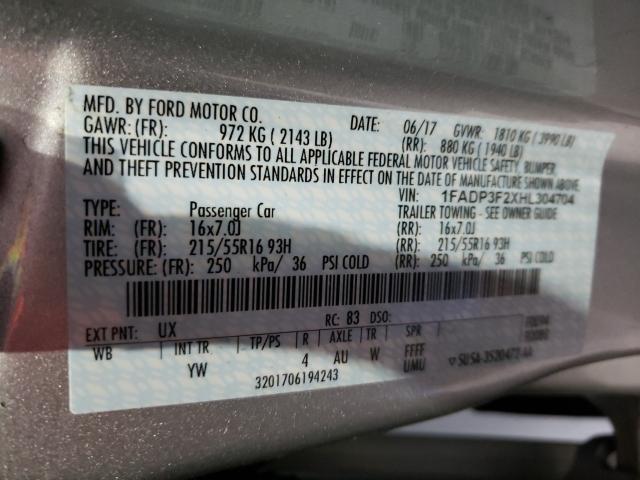 MFD. BY FORD MOTOR CO. DATE: 06/17 GVWR: 1810 KG ( 3990 LB)
GAWR: (FR): 972 KG ( 2143 LB) (RR): 880 KG ( 1940 LB)
THIS VEHICLE CONFORMS TO ALL APPLICABLE FEDERAL MOTOR VEHICLE SAFETY, BUMPER
AND THEFT PREVENTION STANDARDS IN EFFECT ON THE DATE OF MANUFACTURE SHOWN ABOVE.
VIN: 1FADP3F2XHL304704
TYPE: Passenger Car TRAILER TOWING - SEE OWNER GUIDE
RIM: (FR): 16x7.0J (RR): 16x7.0J
TIRE: (FR): 215/55R16 93H (RR): 215/55R16 93H
PRESSURE: (FR): 250 kPa/ 36 PSI COLD (RR): 250 kPa/ 36 PSI COLD
RC: 83 DSO:
EXT PNT: UX
WB INT TR TP/PS R AXLE TR SPR
YW 4 AU W FFFF
UMU
3201706194243